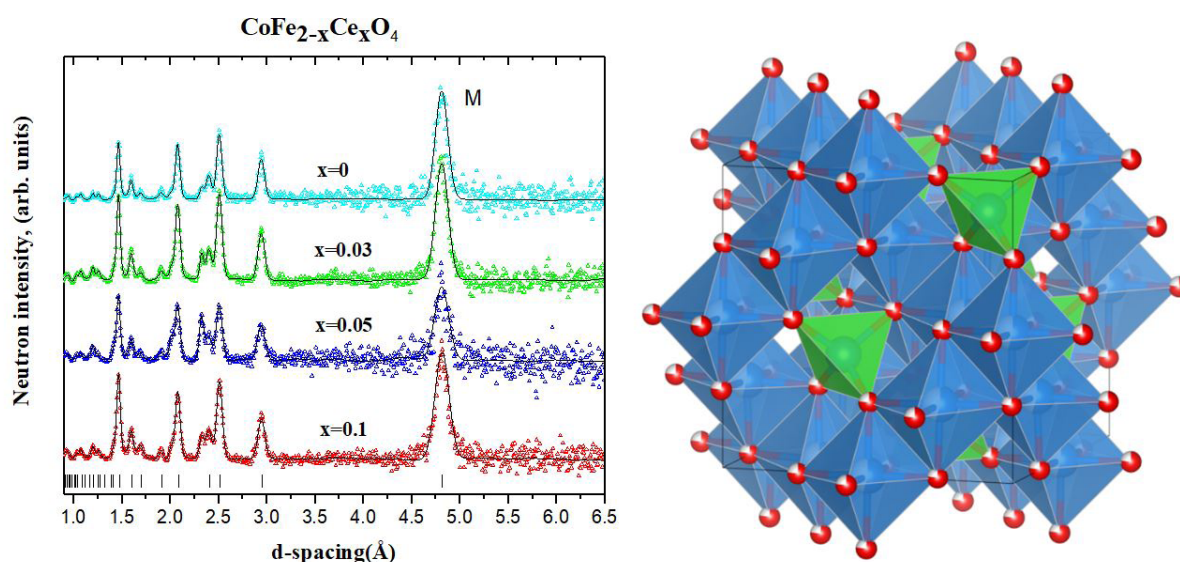 CoFe2-xCexO4
Neutron intensity, (arb. units)
M
x=0
x=0.03
x=0.05
x=0.1
1.0 1.5 2.0 2.5 3.0 3.5 4.0 4.5 5.0 5.5 6.0 6.5
d-spacing(Å)